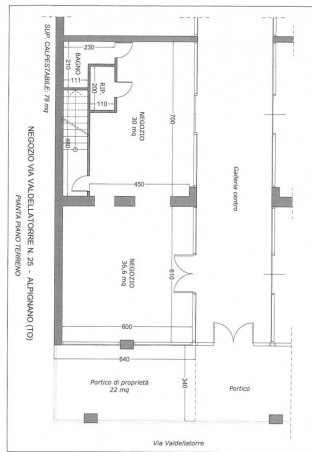 SUP. CALPESTABILE: 78 mq
NEGOZIO VIA VALDELLATORRE N. 25 - ALPIGNANO (TO)
PIANTA PIANO TERRENO
230
BAGNO
210
111
RIP.
200
110
480
NEGOZIO
30 mq
700
450
NEGOZIO
36,6 mq
610
600
640
Galleria centro
Portico di proprietà
22 mq
340
Portico
Via Valdellatorre